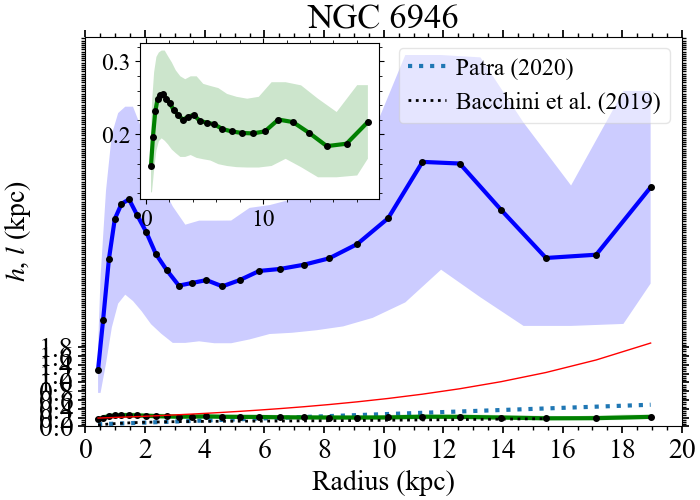 NGC 6946
0.3
0.2
0
10
Patra (2020)
Bacchini et al. (2019)
h, l (kpc)
1.8
0.0
0 2 4 6 8 10 12 14 16 18 20
Radius (kpc)